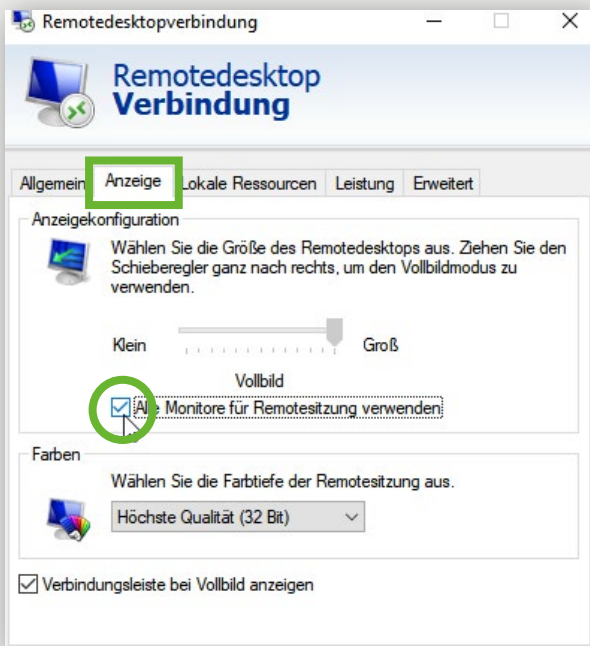 Remotedesktopverbindung
Remotedesktop
Verbindung
Allgemein Anzeige Lokale Ressourcen Leistung Erweitert
Anzeigekonfiguration
Wählen Sie die Größe des Remotedesktops aus. Ziehen Sie den
Schieberegler ganz nach rechts, um den Vollbildmodus zu
verwenden.
Klein Groß
Vollbild
Alle Monitore für Remotesitzung verwenden
Farben
Wählen Sie die Farbtiefe der Remotesitzung aus.
Höchste Qualität (32 Bit)
Verbindungsleiste bei Vollbild anzeigen